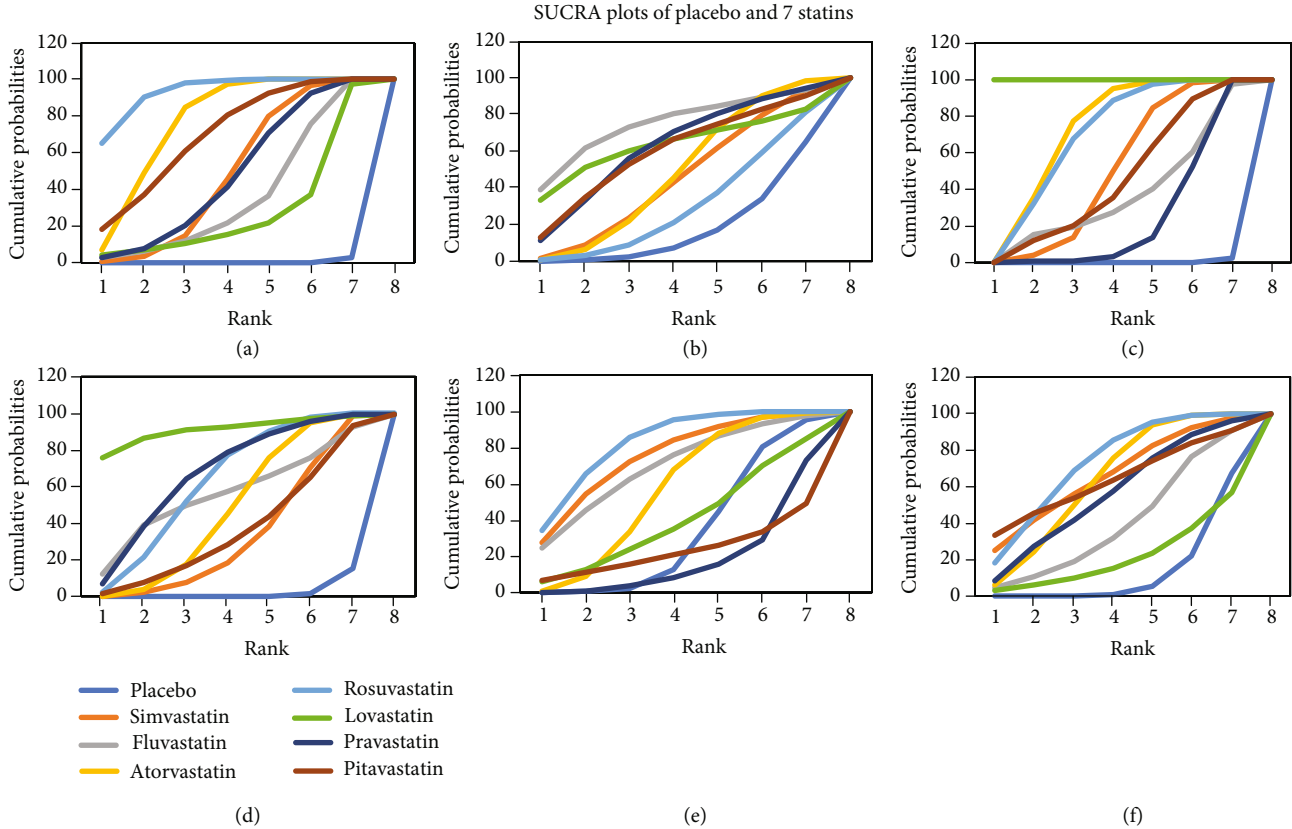 SUCRA plots of placebo and 7 statins
Cumulative probabilities
120
100
80
60
40
20
0
1 2 3 4 5 6 7 8
Rank
(a)
Cumulative probabilities
120
100
80
60
40
20
0
1 2 3 4 5 6 7 8
Rank
(b)
Cumulative probabilities
120
100
80
60
40
20
0
1 2 3 4 5 6 7 8
Rank
(c)
Cumulative probabilities
120
100
80
60
40
20
0
1 2 3 4 5 6 7 8
Rank
Cumulative probabilities
120
100
80
60
40
20
0
1 2 3 4 5 6 7 8
Rank
Cumulative probabilities
120
100
80
60
40
20
0
1 2 3 4 5 6 7 8
Rank
Placebo
Simvastatin
Fluvastatin
Atorvastatin
Rosuvastatin
Lovastatin
Pravastatin
Pitavastatin
(d)
(e)
(f)